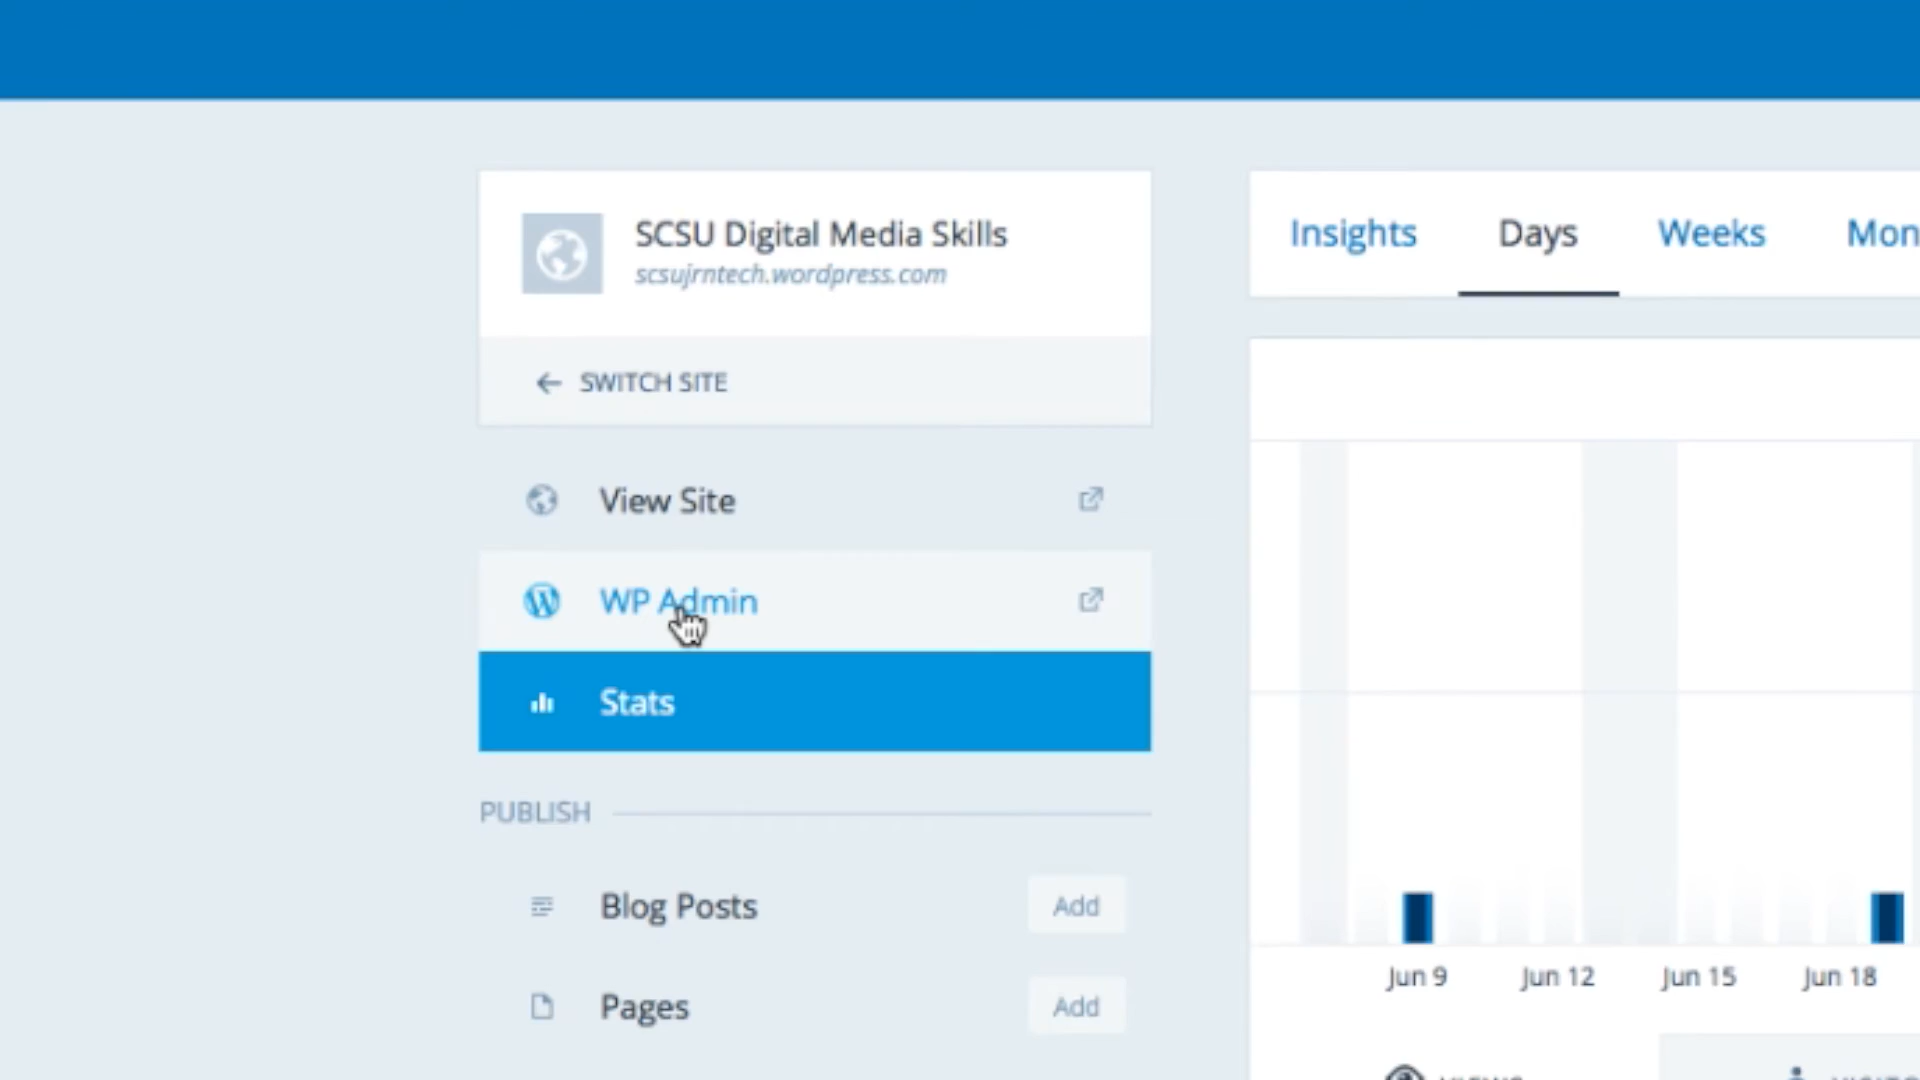 SCSU Digital Media Skills
scsujrntech.wordpress.com
SWITCH SITE
View Site
WP Admin
Stats
PUBLISH
Blog Posts Add
Pages Add
Insights Days Weeks Mon
Jun 9 Jun 12 Jun 15 Jun 18
VIEWS